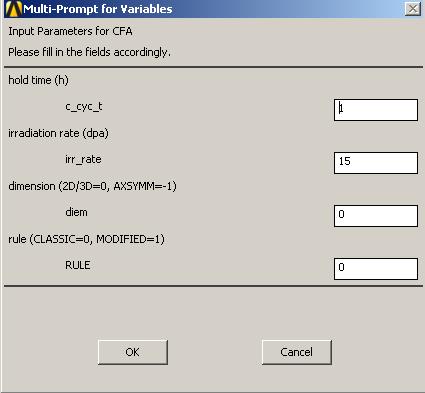 Multi-Prompt for Variables
Input Parameters for CFA
Please fill in the fields accordingly.
hold time (h)
c_cyc_t 1
irradiation rate (dpa)
irr_rate 15
dimension (2D/3D=0, AXSYMM=-1)
diem 0
rule (CLASSIC=0, MODIFIED=1)
RULE 0
OK Cancel